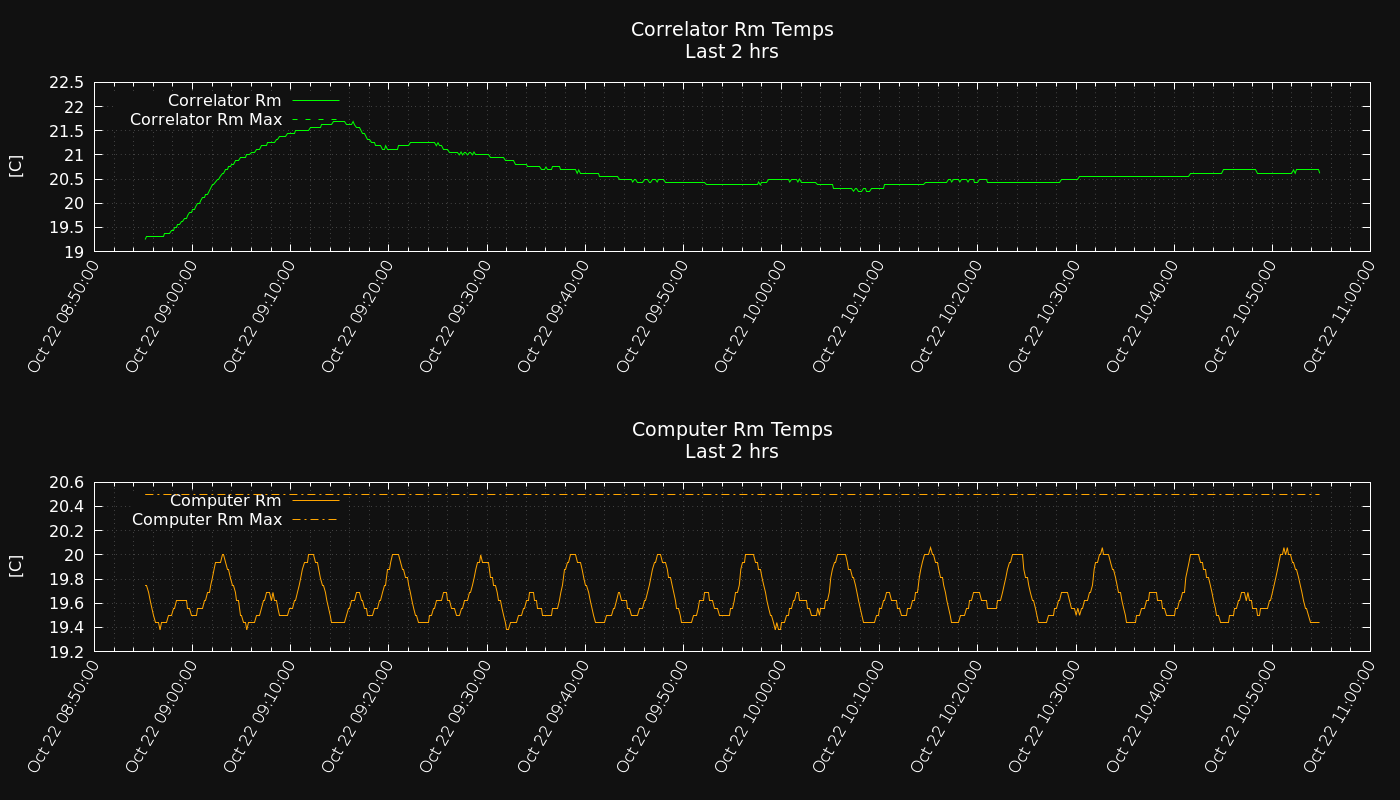 Correlator Rm Temps
Last 2 hrs
22.5
22
21.5
21
20.5
20
19.5
19
[C]
Correlator Rm
Correlator Rm Max
Oct 22 08:50:00
Oct 22 09:00:00
Oct 22 09:10:00
Oct 22 09:20:00
Oct 22 09:30:00
Oct 22 09:40:00
Oct 22 09:50:00
Oct 22 10:00:00
Oct 22 10:10:00
Oct 22 10:20:00
Oct 22 10:30:00
Oct 22 10:40:00
Oct 22 10:50:00
Oct 22 11:00:00
Computer Rm Temps
Last 2 hrs
20.6
20.4
20.2
20
19.8
19.6
19.4
19.2
[C]
Computer Rm
Computer Rm Max
Oct 22 08:50:00
Oct 22 09:00:00
Oct 22 09:10:00
Oct 22 09:20:00
Oct 22 09:30:00
Oct 22 09:40:00
Oct 22 09:50:00
Oct 22 10:00:00
Oct 22 10:10:00
Oct 22 10:20:00
Oct 22 10:30:00
Oct 22 10:40:00
Oct 22 10:50:00
Oct 22 11:00:00